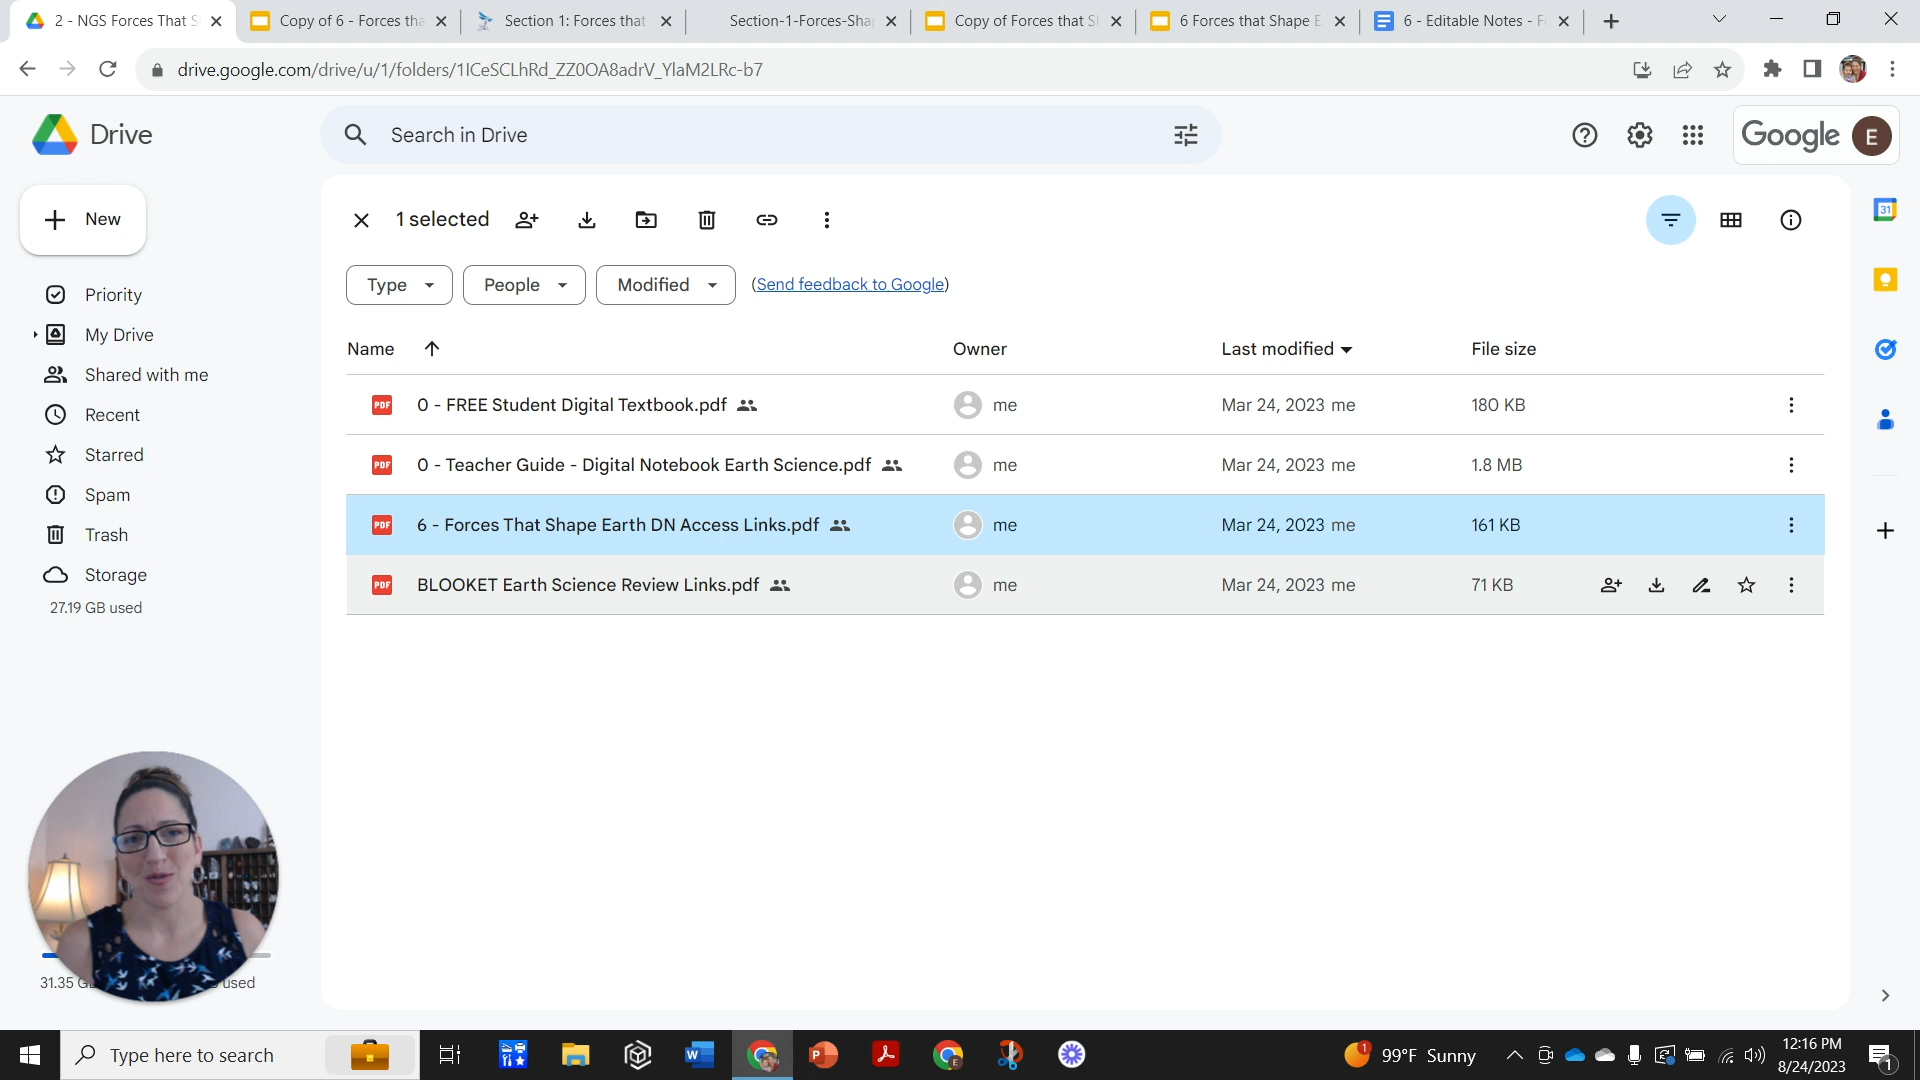 2 - NGS Forces That S
Copy of 6 - Forces tha
Section 1: Forces that
Section-1-Forces-Sha
Copy of Forces that S
6 Forces that Shape E
6 - Editable Notes - F
drive.google.com/drive/u/1/folders/1ICeSCLhRd_ZZ0OA8adrV_YlaM2LRc-b7
Drive
Search in Drive
Google E
New
1 selected
31
Type People Modified (Send feedback to Google)
Priority
My Drive
Shared with me
Recent
Starred
Spam
Trash
Storage
27.19 GB used
Name Owner Last modified File size
PDF 0 - FREE Student Digital Textbook.pdf me Mar 24, 2023 me 180 KB
PDF 0 - Teacher Guide - Digital Notebook Earth Science.pdf me Mar 24, 2023 me 1.8 MB
PDF 6 - Forces That Shape Earth DN Access Links.pdf me Mar 24, 2023 me 161 KB
PDF BLOOKET Earth Science Review Links.pdf me Mar 24, 2023 me 71 KB
31.35 G
used
Type here to search
1
99°F Sunny
12:16 PM
8/24/2023
1